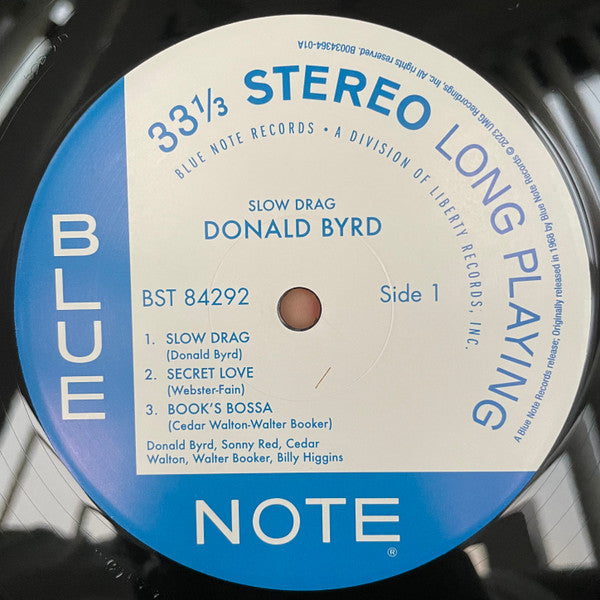 33⅓ STEREO LONG PLAYING
BLUE NOTE RECORDS • A DIVISION OF LIBERTY RECORDS, INC.
SLOW DRAG
DONALD BYRD
BST 84292
Side 1
1. SLOW DRAG
(Donald Byrd)
2. SECRET LOVE
(Webster-Fain)
3. BOOK'S BOSSA
(Cedar Walton-Walter Booker)
Donald Byrd, Sonny Red, Cedar
Walton, Walter Booker, Billy Higgins
BLUE
NOTE®
A Blue Note Records release; Originally released in 1968 by Blue Note Records © 2023 UMG Recordings, Inc. All rights reserved. B0034364-01A